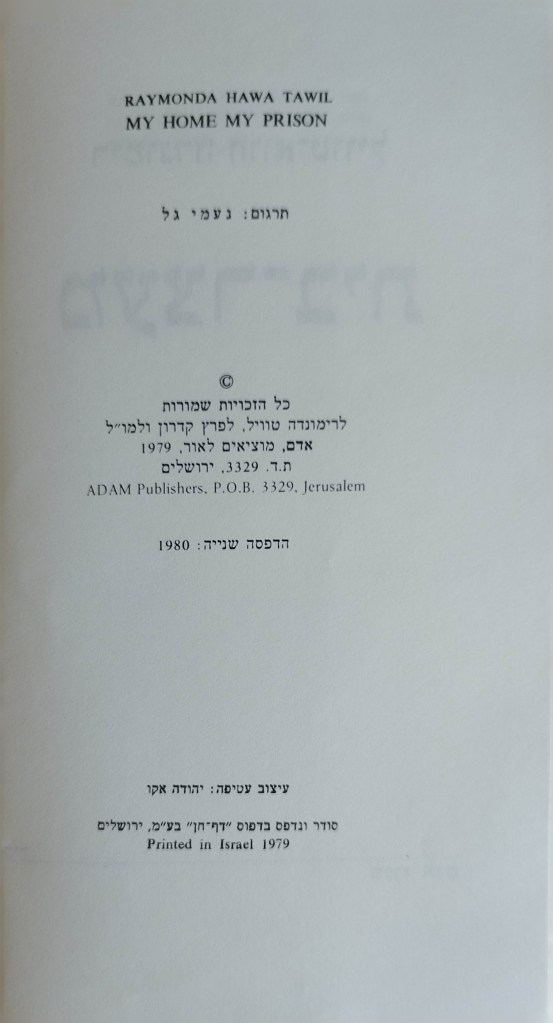 RAYMONDA HAWA TAWIL
MY HOME MY PRISON
תרגום: נעמי גל
©
כל הזכויות שמורות
לרימונדה טוויל, לפרץ קדרון ולמו״ל
אדם, מוציאים לאור, 1979
ת.ד. 3329, ירושלים
ADAM Publishers, P.O.B. 3329, Jerusalem
הדפסה שנייה: 1980
עיצוב עטיפה: יהודה אקו
סודר ונדפס בדפוס ״דף־חן״ בע״מ, ירושלים
Printed in Israel 1979